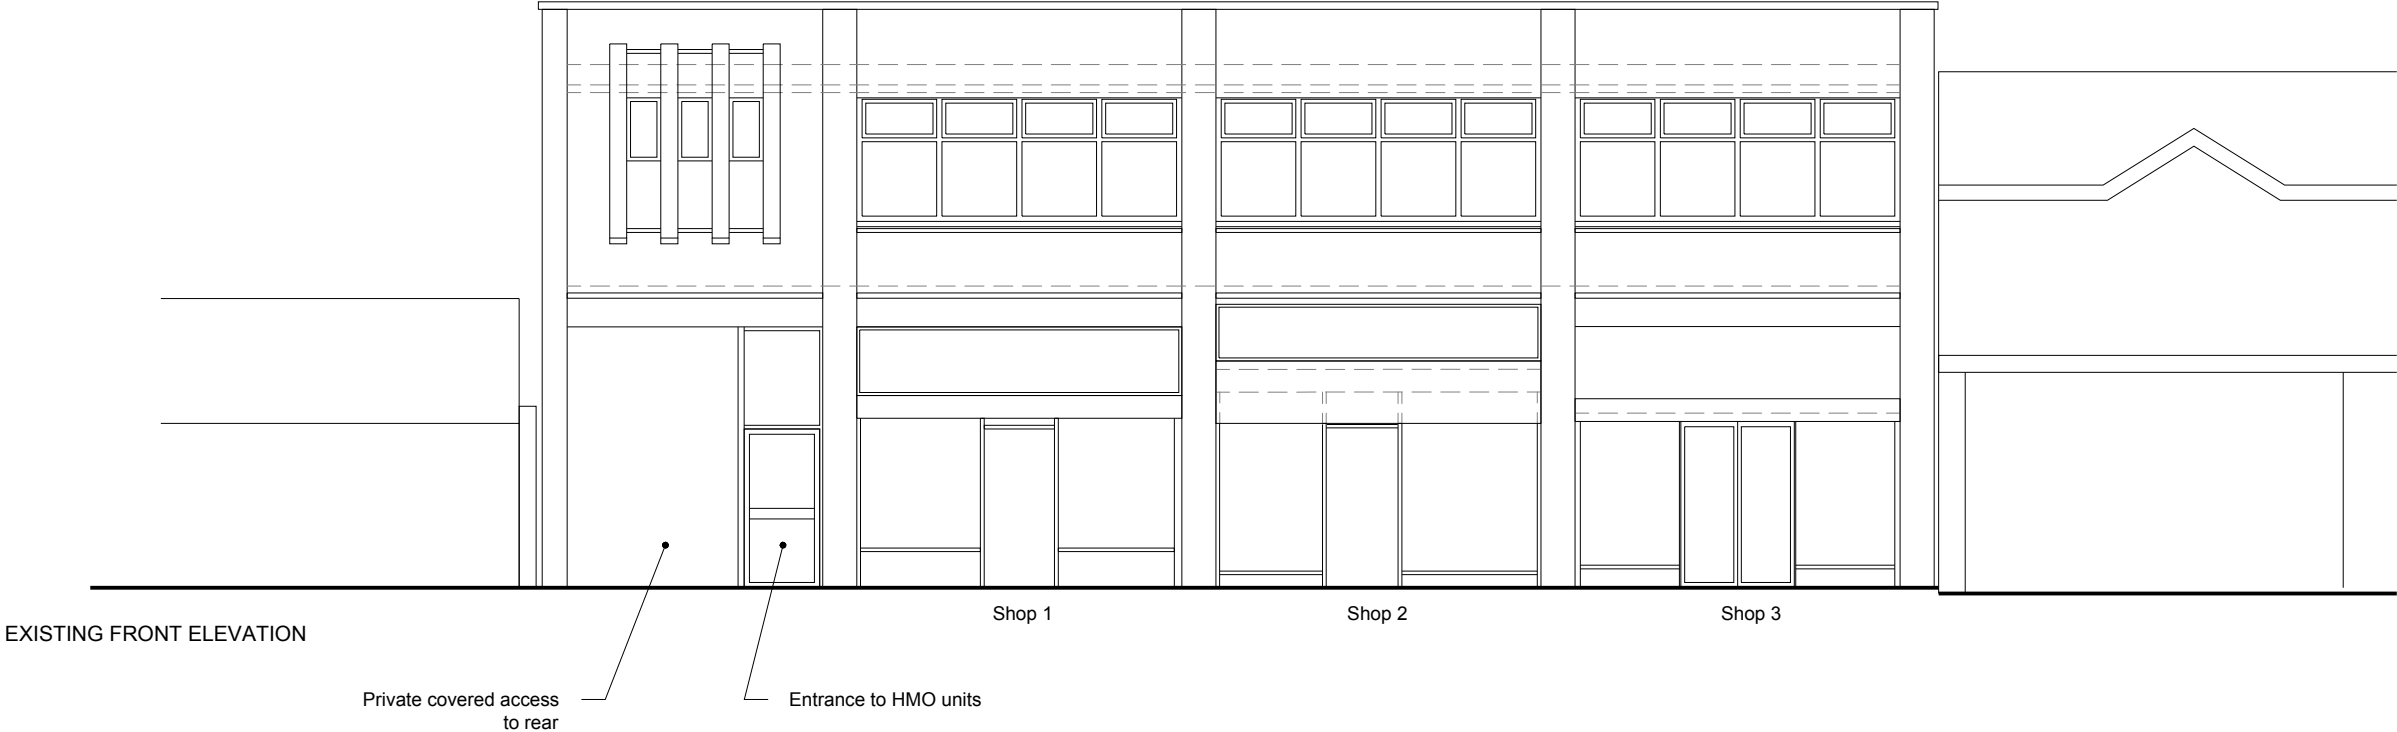 Shop 1
Shop 2
Shop 3
EXISTING FRONT ELEVATION
Private covered access
to rear
Entrance to HMO units